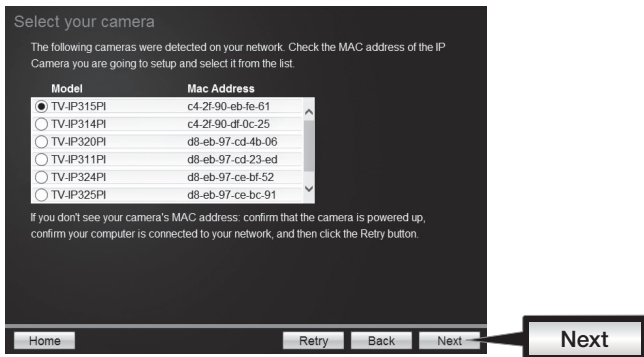 Select your camera
The following cameras were detected on your network. Check the MAC address of the IP
Camera you are going to setup and select it from the list.
Model Mac Address
TV-IP315PI c4-2f-90-eb-fe-61
TV-IP314PI c4-2f-90-df-0c-25
TV-IP320PI d8-eb-97-cd-4b-06
TV-IP311PI d8-eb-97-cd-23-ed
TV-IP324PI d8-eb-97-ce-bf-52
TV-IP325PI d8-eb-97-ce-bc-91
If you don't see your camera's MAC address: confirm that the camera is powered up,
confirm your computer is connected to your network, and then click the Retry button.
Home Retry Back Next
Next